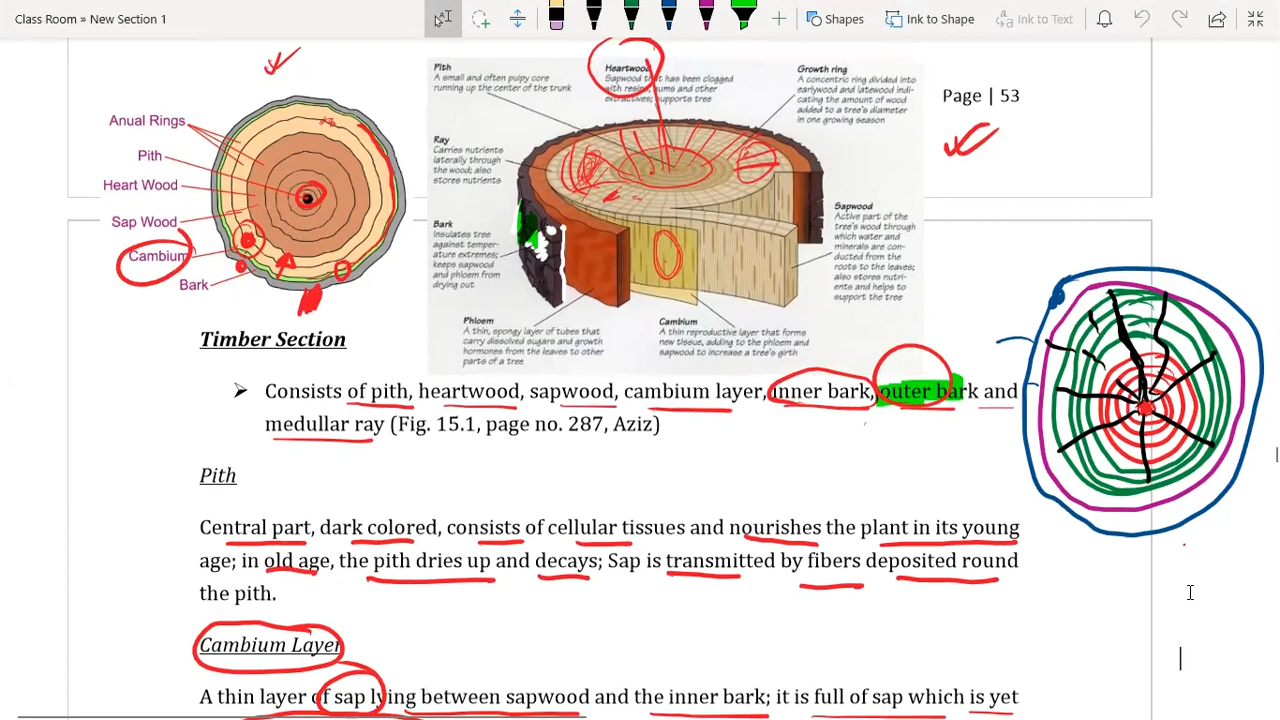 Class Room » New Section 1
Shapes
Ink to Shape
Ink to Text
Page | 53
Anual Rings
Pith
Heart Wood
Sap Wood
Cambium
Bark
Pith
A small and often pulpy core
running up the center of the trunk
Heartwood
Sapwood that has been clogged
with resins, gums and other
extractives; supports tree
Growth ring
A concentric ring divided into
earlywood and latewood indi-
cating the amount of wood
added to a tree's diameter
in one growing season
Ray
Carries nutrients
laterally through
the wood; also
stores nutrients
Bark
Insulates tree
against temper-
ature extremes;
keeps sapwood
and phloem from
drying out
Sapwood
Active part of the
tree's wood through
which water and
minerals are con-
ducted from the
roots to the leaves;
also stores nutri-
ents and helps to
support the tree
Phloem
A thin, spongy layer of tubes that
carry dissolved sugars and growth
hormones from the leaves to other
parts of a tree
Cambium
A thin reproductive layer that forms
new tissue, adding to the phloem and
sapwood to increase a tree's girth
Timber Section
➢ Consists of pith, heartwood, sapwood, cambium layer, inner bark, outer bark and
medullar ray (Fig. 15.1, page no. 287, Aziz)
Pith
Central part, dark colored, consists of cellular tissues and nourishes the plant in its young
age; in old age, the pith dries up and decays; Sap is transmitted by fibers deposited round
the pith.
Cambium Layer
A thin layer of sap lying between sapwood and the inner bark; it is full of sap which is yet